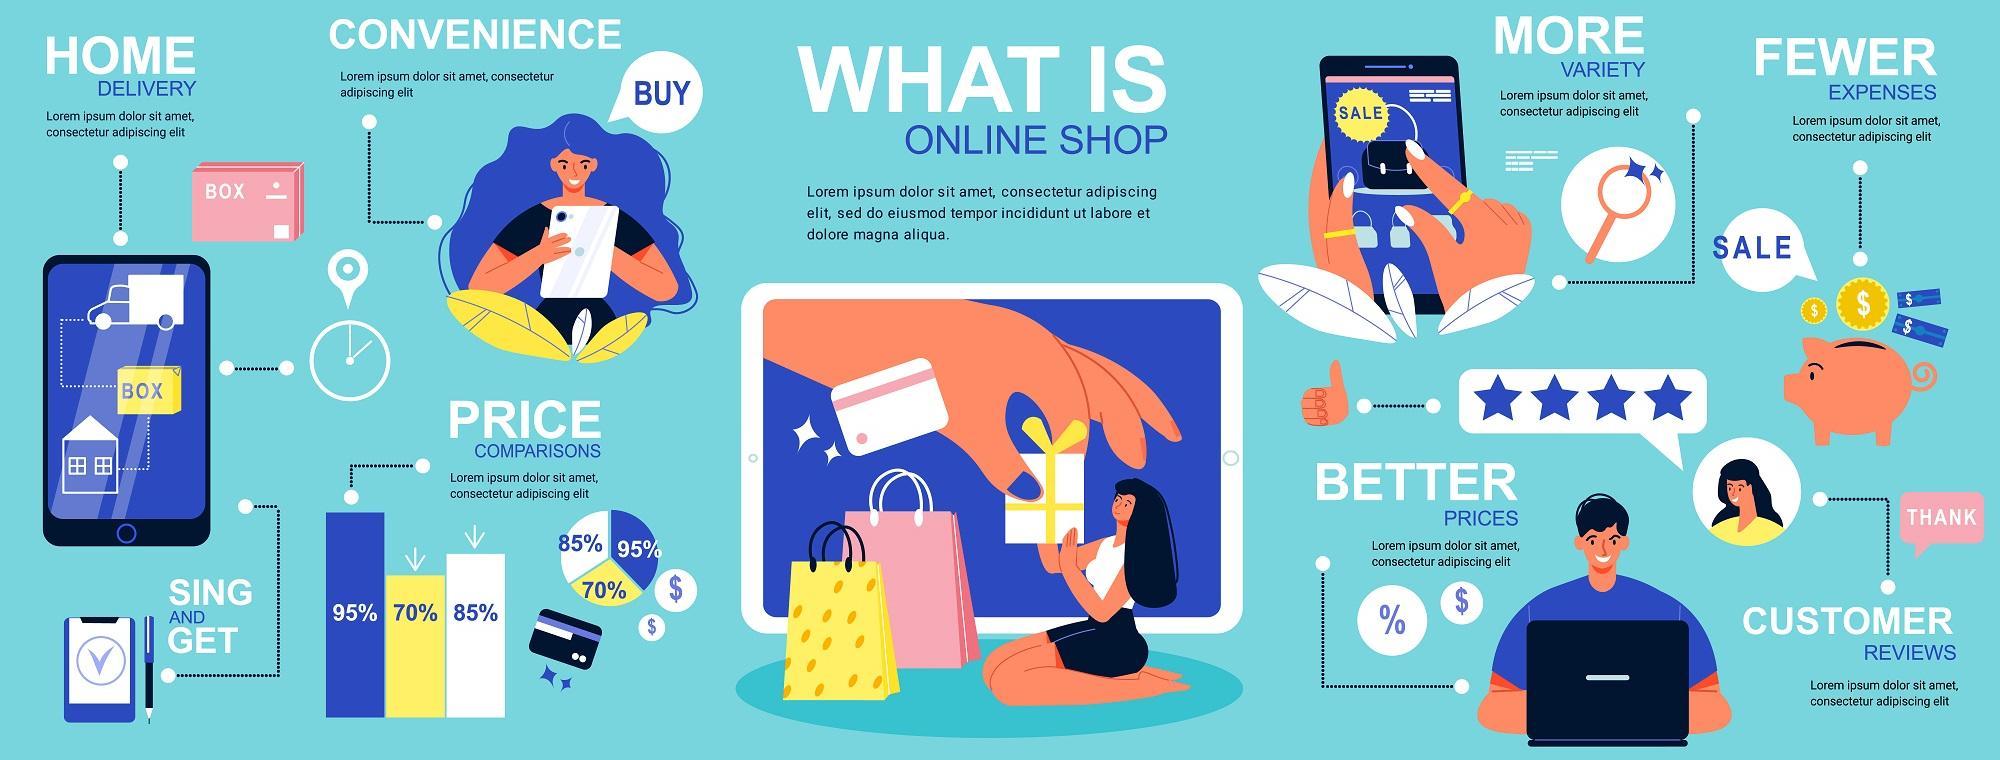 HOME
DELIVERY
Lorem ipsum dolor sit amet,
consectetur adipiscing elit
BOX
BOX
SING
AND
GET
CONVENIENCE
Lorem ipsum dolor sit amet, consectetur
adipiscing elit
BUY
PRICE
COMPARISONS
Lorem ipsum dolor sit amet,
consectetur adipiscing elit
95%
70%
85%
85%
95%
70%
$
$
WHAT IS
ONLINE SHOP
Lorem ipsum dolor sit amet, consectetur adipiscing
elit, sed do eiusmod tempor incididunt ut labore et
dolore magna aliqua.
SALE
MORE
VARIETY
Lorem ipsum dolor sit amet,
consectetur adipiscing elit
FEWER
EXPENSES
Lorem ipsum dolor sit amet,
consectetur adipiscing elit
SALE
$
$
$
$
BETTER
PRICES
Lorem ipsum dolor sit amet,
consectetur adipiscing elit
%
$
THANK
CUSTOMER
REVIEWS
Lorem ipsum dolor sit amet,
consectetur adipiscing elit